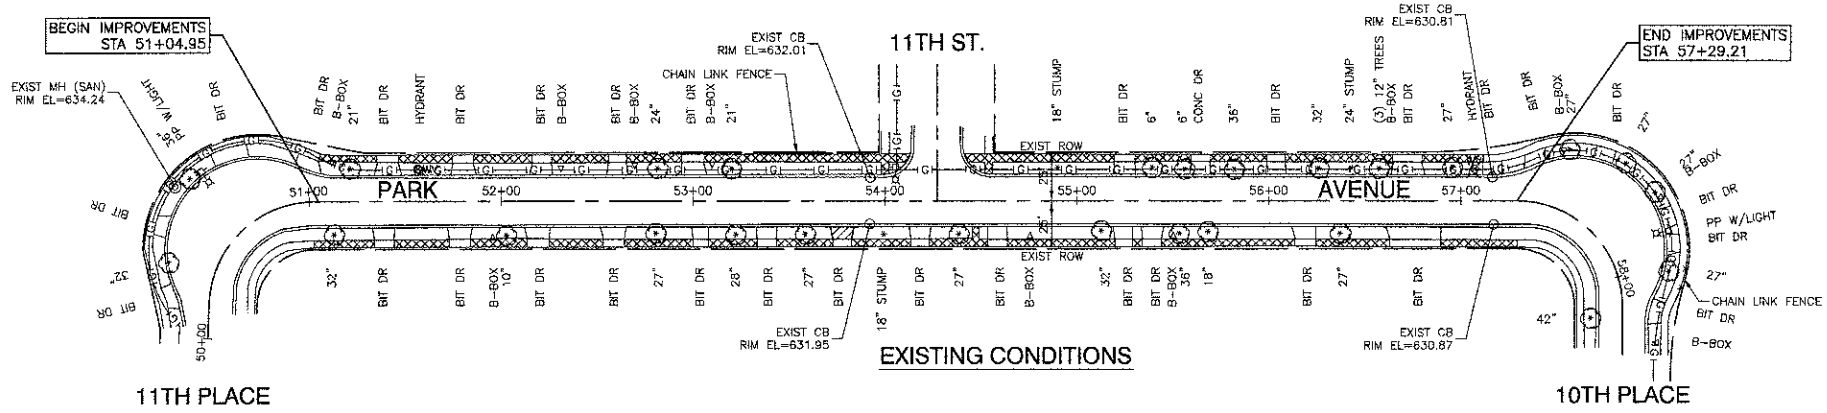 BEGIN IMPROVEMENTS
STA 51+04.95
EXIST MH (SAN)
RIM EL=634.24
PP W/LIGHT
36"
BIT DR
BIT DR
B-BOX
21"
BIT DR
HYDRANT
BIT DR
BIT DR
B-BOX
BIT DR
B-BOX
24"
BIT DR
B-BOX
21"
EXIST CB
RIM EL=632.01
CHAIN LINK FENCE
11TH ST.
18" STUMP
BIT DR
6"
6"
CONC DR
36"
BIT DR
32"
24" STUMP
(3) 12" TREES
B-BOX
BIT DR
27"
HYDRANT
BIT DR
EXIST CB
RIM EL=630.81
BIT DR
B-BOX
27"
BIT DR
27"
END IMPROVEMENTS
STA 57+29.21
27"
B-BOX
BIT DR
PP W/LIGHT
BIT DR
27"
CHAIN LINK FENCE
BIT DR
B-BOX
EXIST ROW
51+00
PARK
52+00
53+00
54+00
55+00
56+00
AVENUE
57+00
58+00
25'
25'
EXIST ROW
BIT DR
32"
BIT DR
50+00
32"
BIT DR
BIT DR
B-BOX
10"
BIT DR
BIT DR
27"
BIT DR
28"
27"
BIT DR
18" STUMP
BIT DR
27"
BIT DR
B-BOX
32"
BIT DR
BIT DR
B-BOX
36"
18"
BIT DR
27"
BIT DR
42"
EXIST CB
RIM EL=631.95
EXIST CB
RIM EL=630.87
EXISTING CONDITIONS
11TH PLACE
10TH PLACE